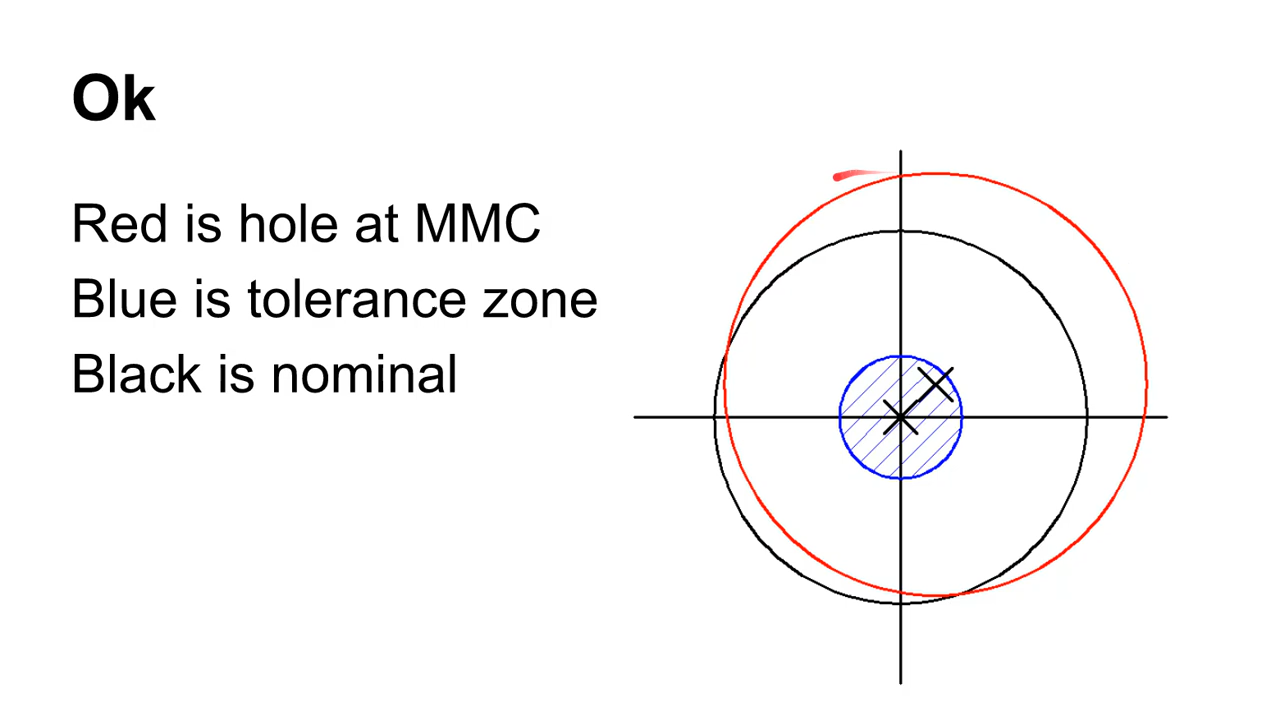 Ok
Red is hole at MMC
Blue is tolerance zone
Black is nominal